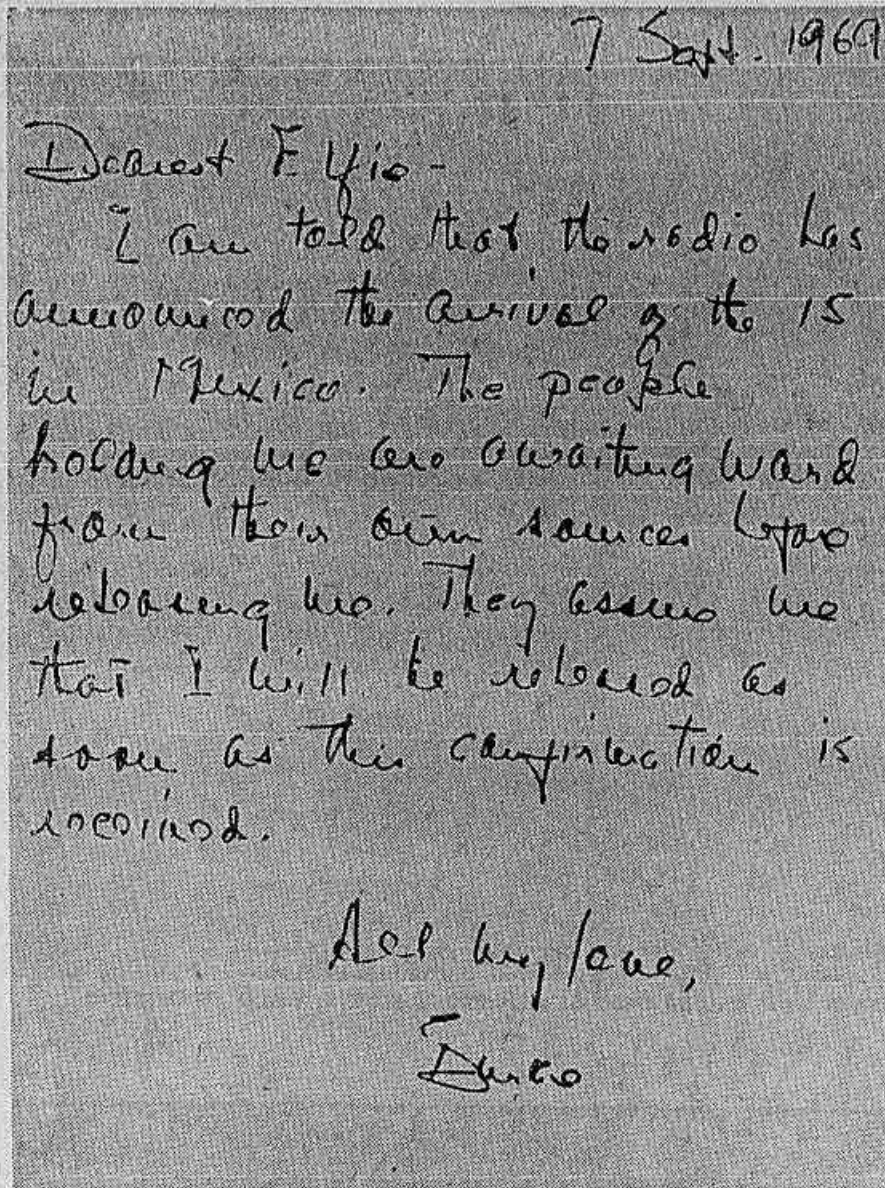 7 Sept. 1969
Dearest Elfie -
I am told that the radio has
announced the arrival of the 15
in Mexico. The people
holding me are awaiting word
from their own sources before
releasing me. They assure me
that I will be released as
soon as this confirmation is
received.
All my love,
Burke